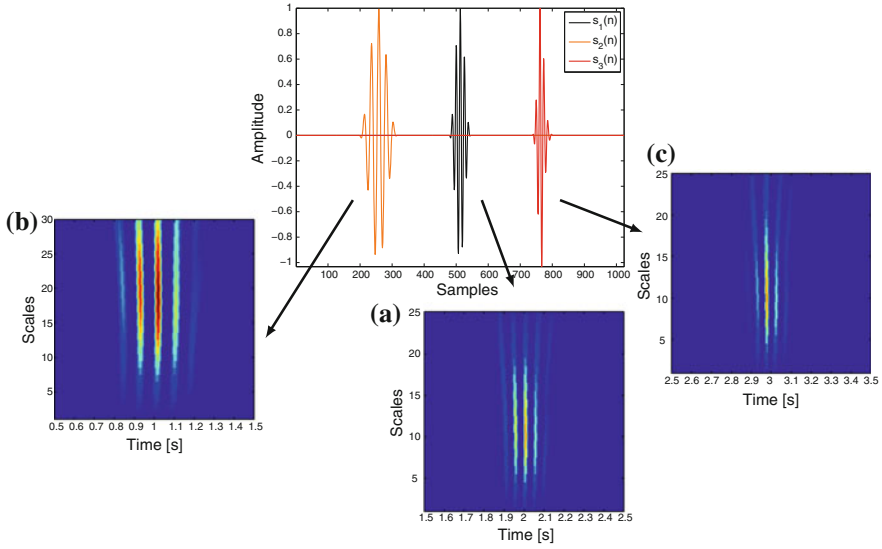 1
0.8
0.6
0.4
0.2
0
−0.2
−0.4
−0.6
−0.8
−1
Amplitude
s1(n)
s2(n)
s3(n)
100 200 300 400 500 600 700 800 900 1000
Samples
(b)
30
25
20
15
10
5
Scales
0.5 0.6 0.7 0.8 0.9 1 1.1 1.2 1.3 1.4 1.5
Time [s]
(a)
25
20
15
10
5
Scales
1.5 1.6 1.7 1.8 1.9 2 2.1 2.2 2.3 2.4 2.5
Time [s]
(c)
25
20
15
10
5
Scales
2.5 2.6 2.7 2.8 2.9 3 3.1 3.2 3.3 3.4 3.5
Time [s]